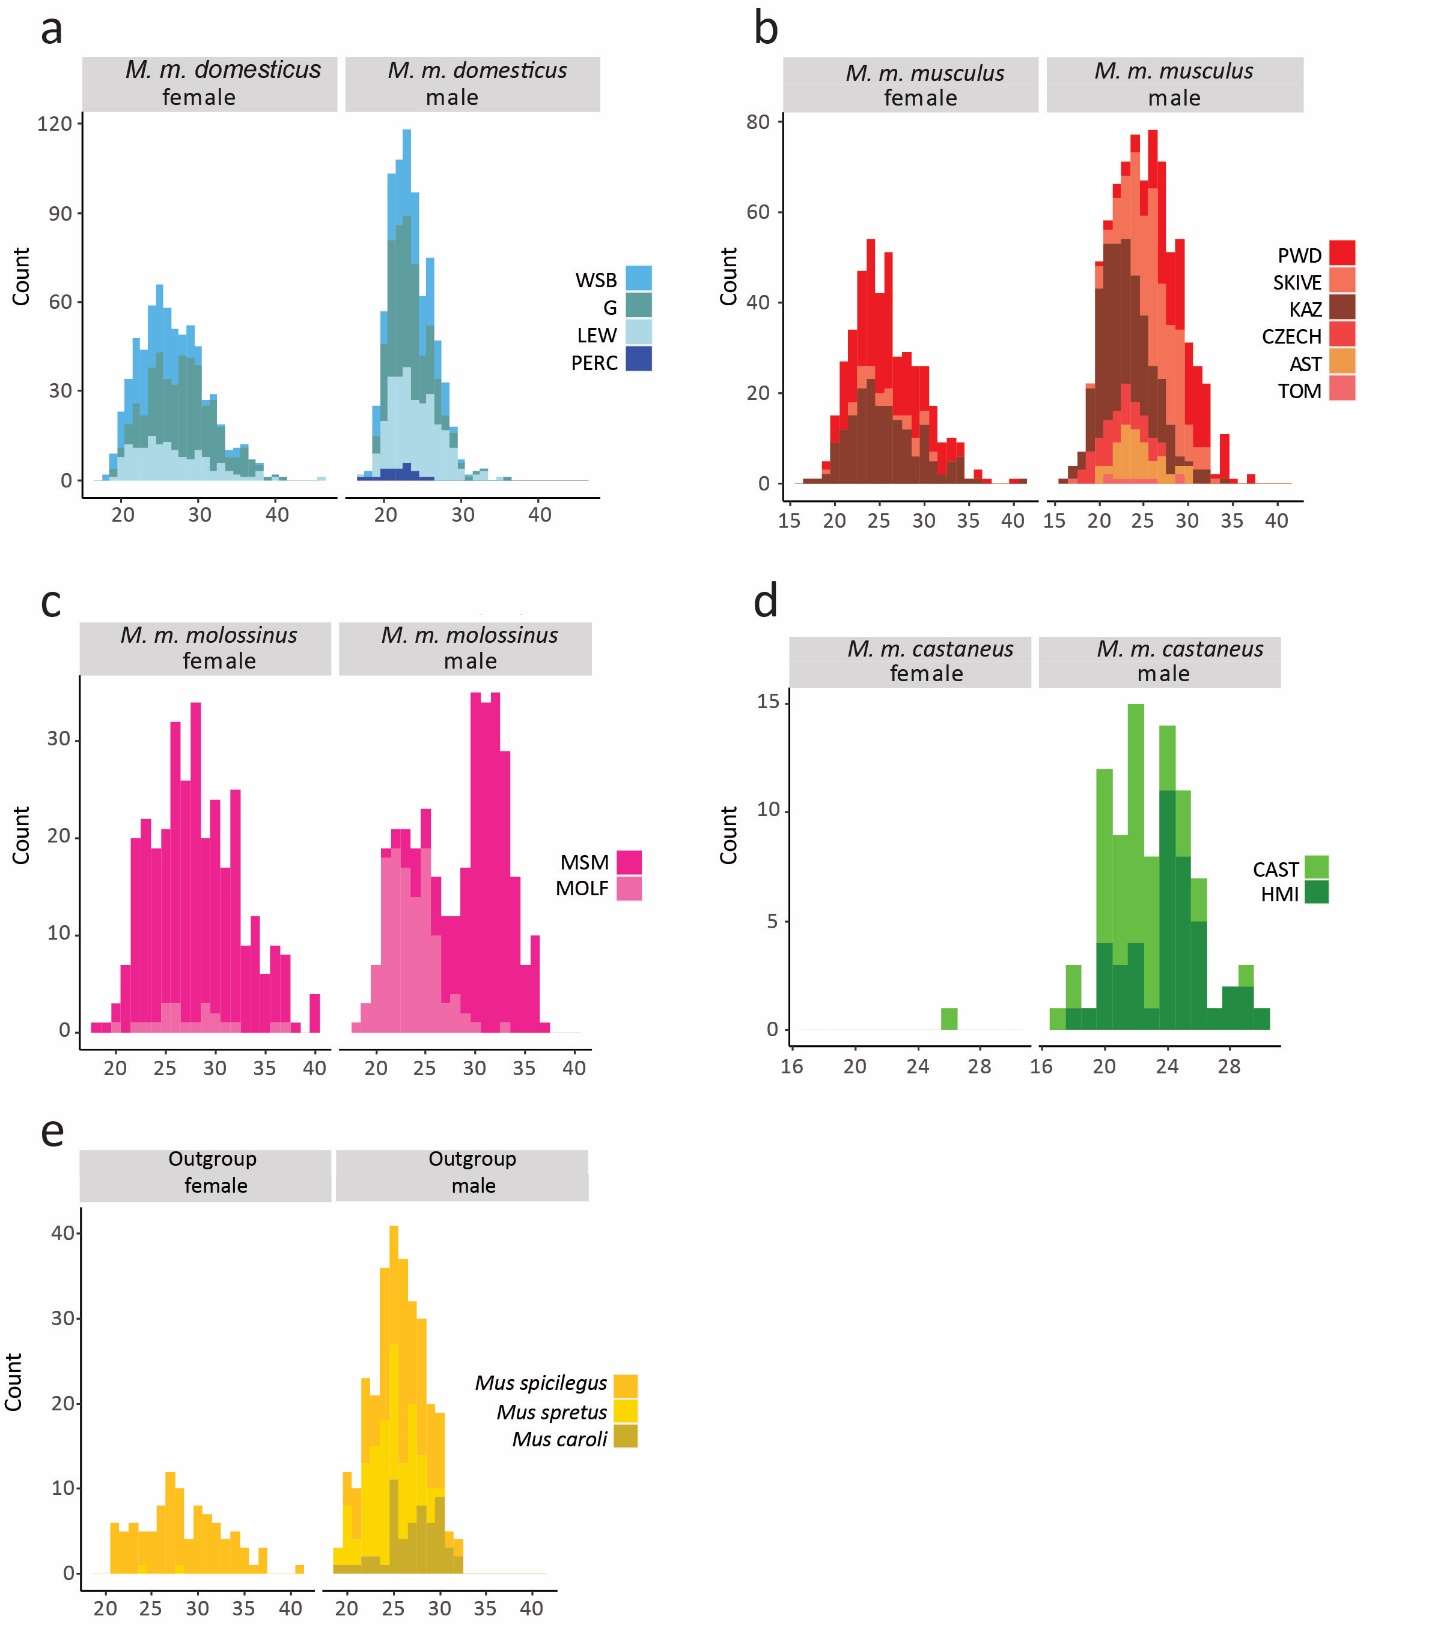 a
M. m. domesticus
female
M. m. domesticus
male
Count
120
90
60
30
0
20 30 40
20 30 40
WSB
G
LEW
PERC
b
M. m. musculus
female
M. m. musculus
male
Count
80
60
40
20
0
15 20 25 30 35 40
15 20 25 30 35 40
PWD
SKIVE
KAZ
CZECH
AST
TOM
c
M. m. molossinus
female
M. m. molossinus
male
Count
30
20
10
0
20 25 30 35 40
20 25 30 35 40
MSM
MOLF
d
M. m. castaneus
female
M. m. castaneus
male
Count
15
10
5
0
16 20 24 28
16 20 24 28
CAST
HMI
e
Outgroup
female
Outgroup
male
Count
40
30
20
10
0
20 25 30 35 40
20 25 30 35 40
Mus spicilegus
Mus spretus
Mus caroli